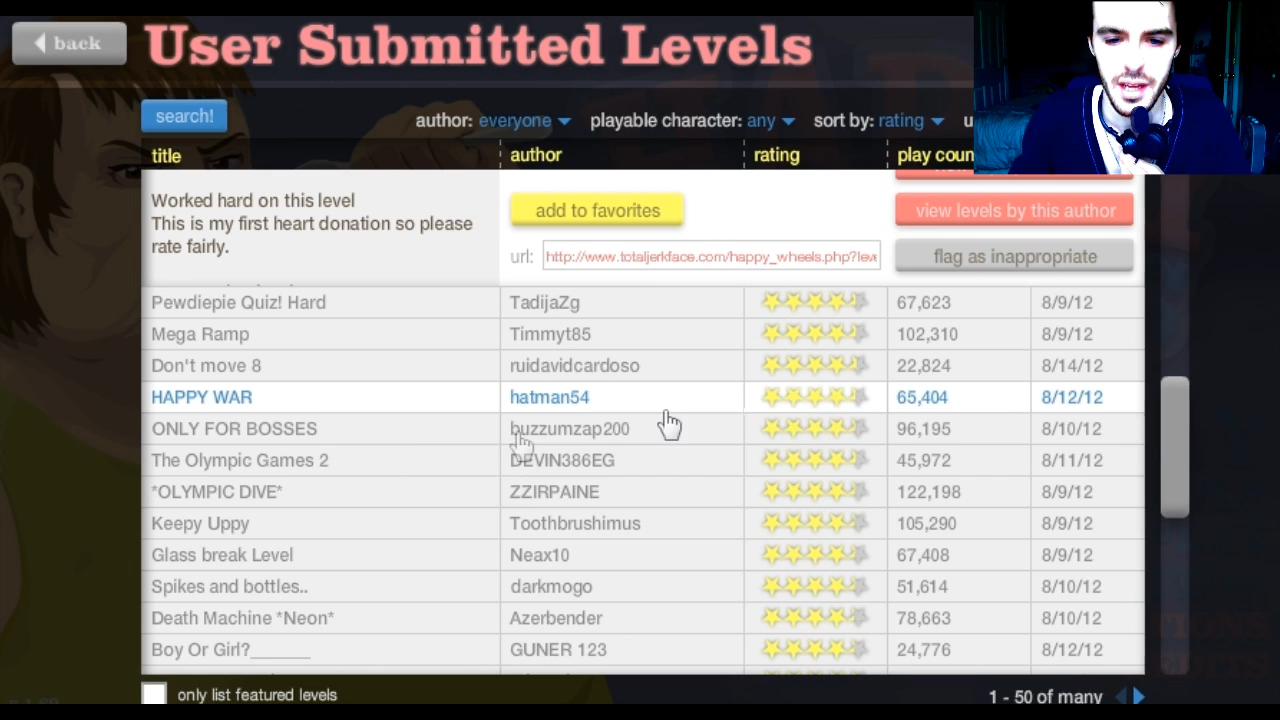 back
User Submitted Levels
search!
author: everyone playable character: any sort by: rating u
title author rating play coun
Worked hard on this level
This is my first heart donation so please
rate fairly.
add to favorites
url: http://www.totaljerkface.com/happy_wheels.php?leve
view levels by this author
flag as inappropriate
Pewdiepie Quiz! Hard TadijaZg 67,623 8/9/12
Mega Ramp Timmyt85 102,310 8/9/12
Don't move 8 ruidavidcardoso 22,824 8/14/12
HAPPY WAR hatman54 65,404 8/12/12
ONLY FOR BOSSES buzzumzap200 96,195 8/10/12
The Olympic Games 2 DEVIN386EG 45,972 8/11/12
*OLYMPIC DIVE* ZZIRPAINE 122,198 8/9/12
Keepy Uppy Toothbrushimus 105,290 8/9/12
Glass break Level Neax10 67,408 8/9/12
Spikes and bottles.. darkmogo 51,614 8/10/12
Death Machine *Neon* Azerbender 78,663 8/10/12
Boy Or Girl?______ GUNER 123 24,776 8/12/12
only list featured levels
1 - 50 of many